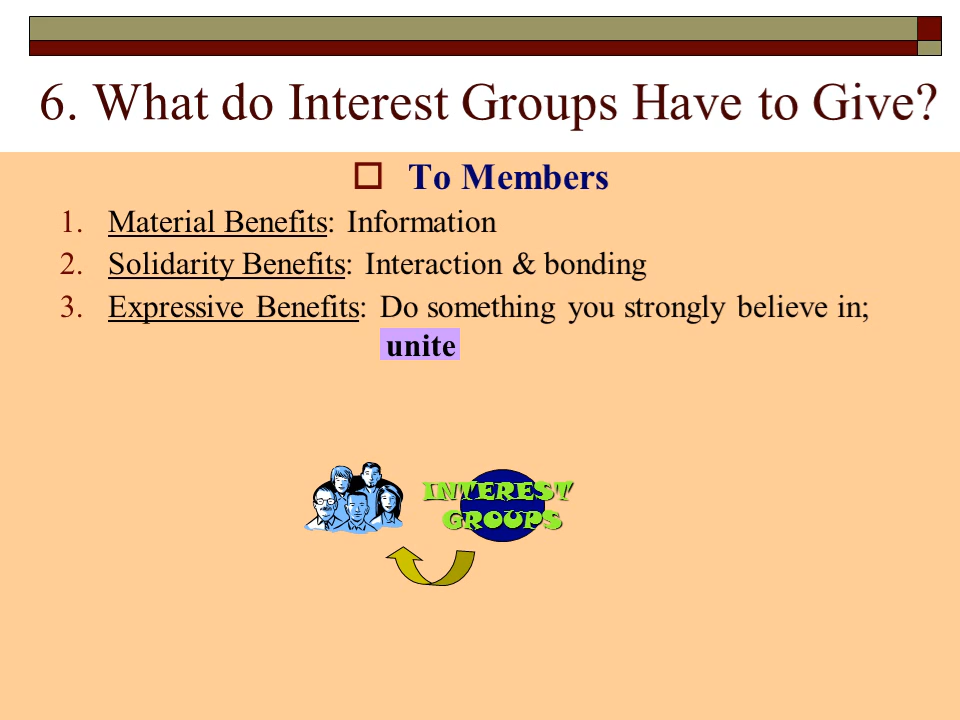 6. What do Interest Groups Have to Give?
To Members
1. Material Benefits: Information
2. Solidarity Benefits: Interaction & bonding
3. Expressive Benefits: Do something you strongly believe in;
unite
INTEREST
GROUPS